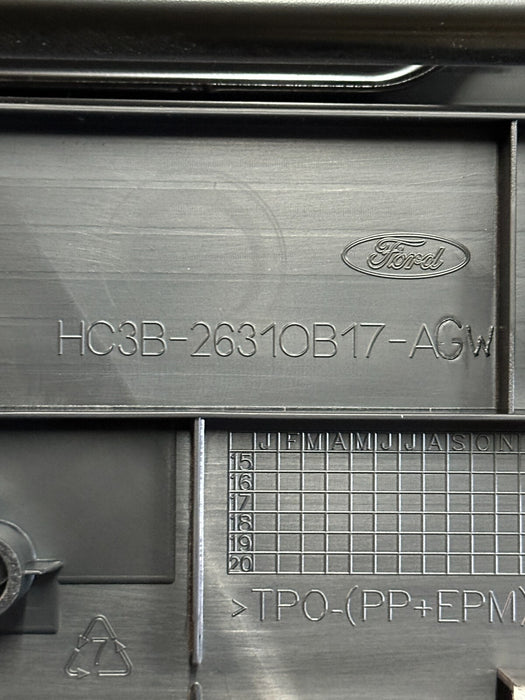 Ford
HC3B-26310B17-AGW
J F M A M J J A S O N
15
16
17
18
19
20
>TPO-(PP+EPM)
7